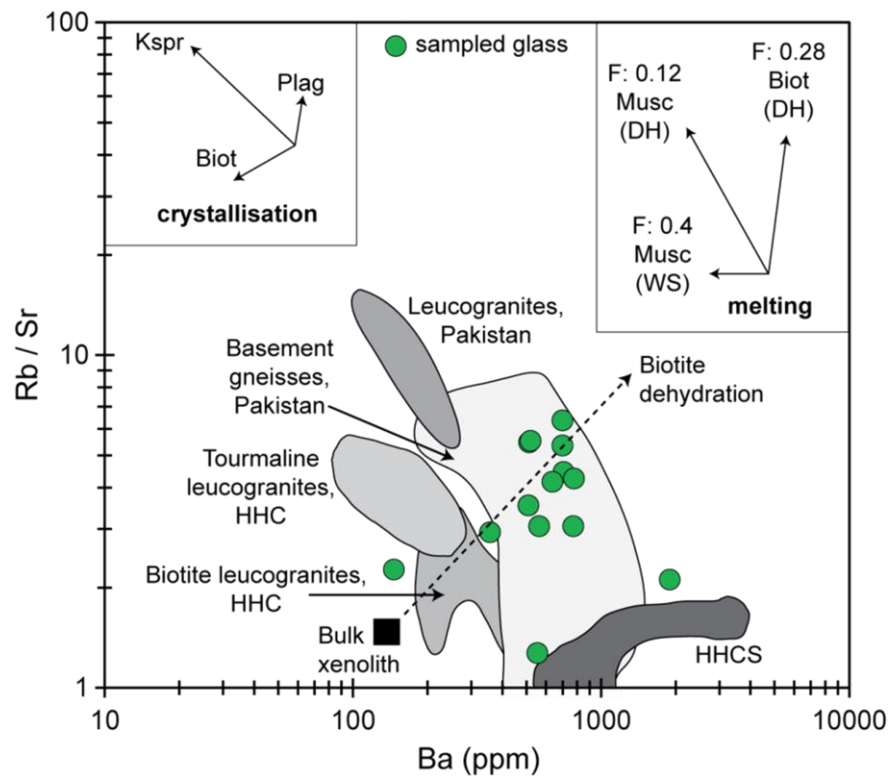 100
10
1
Rb / Sr
Kspr
Plag
Biot
crystallisation
sampled glass
F: 0.12
Musc
(DH)
F: 0.28
Biot
(DH)
F: 0.4
Musc
(WS)
melting
Leucogranites,
Pakistan
Basement
gneisses,
Pakistan
Biotite
dehydration
Tourmaline
leucogranites,
HHC
Biotite leucogranites,
HHC
Bulk
xenolith
HHCS
10
100
1000
10000
Ba (ppm)